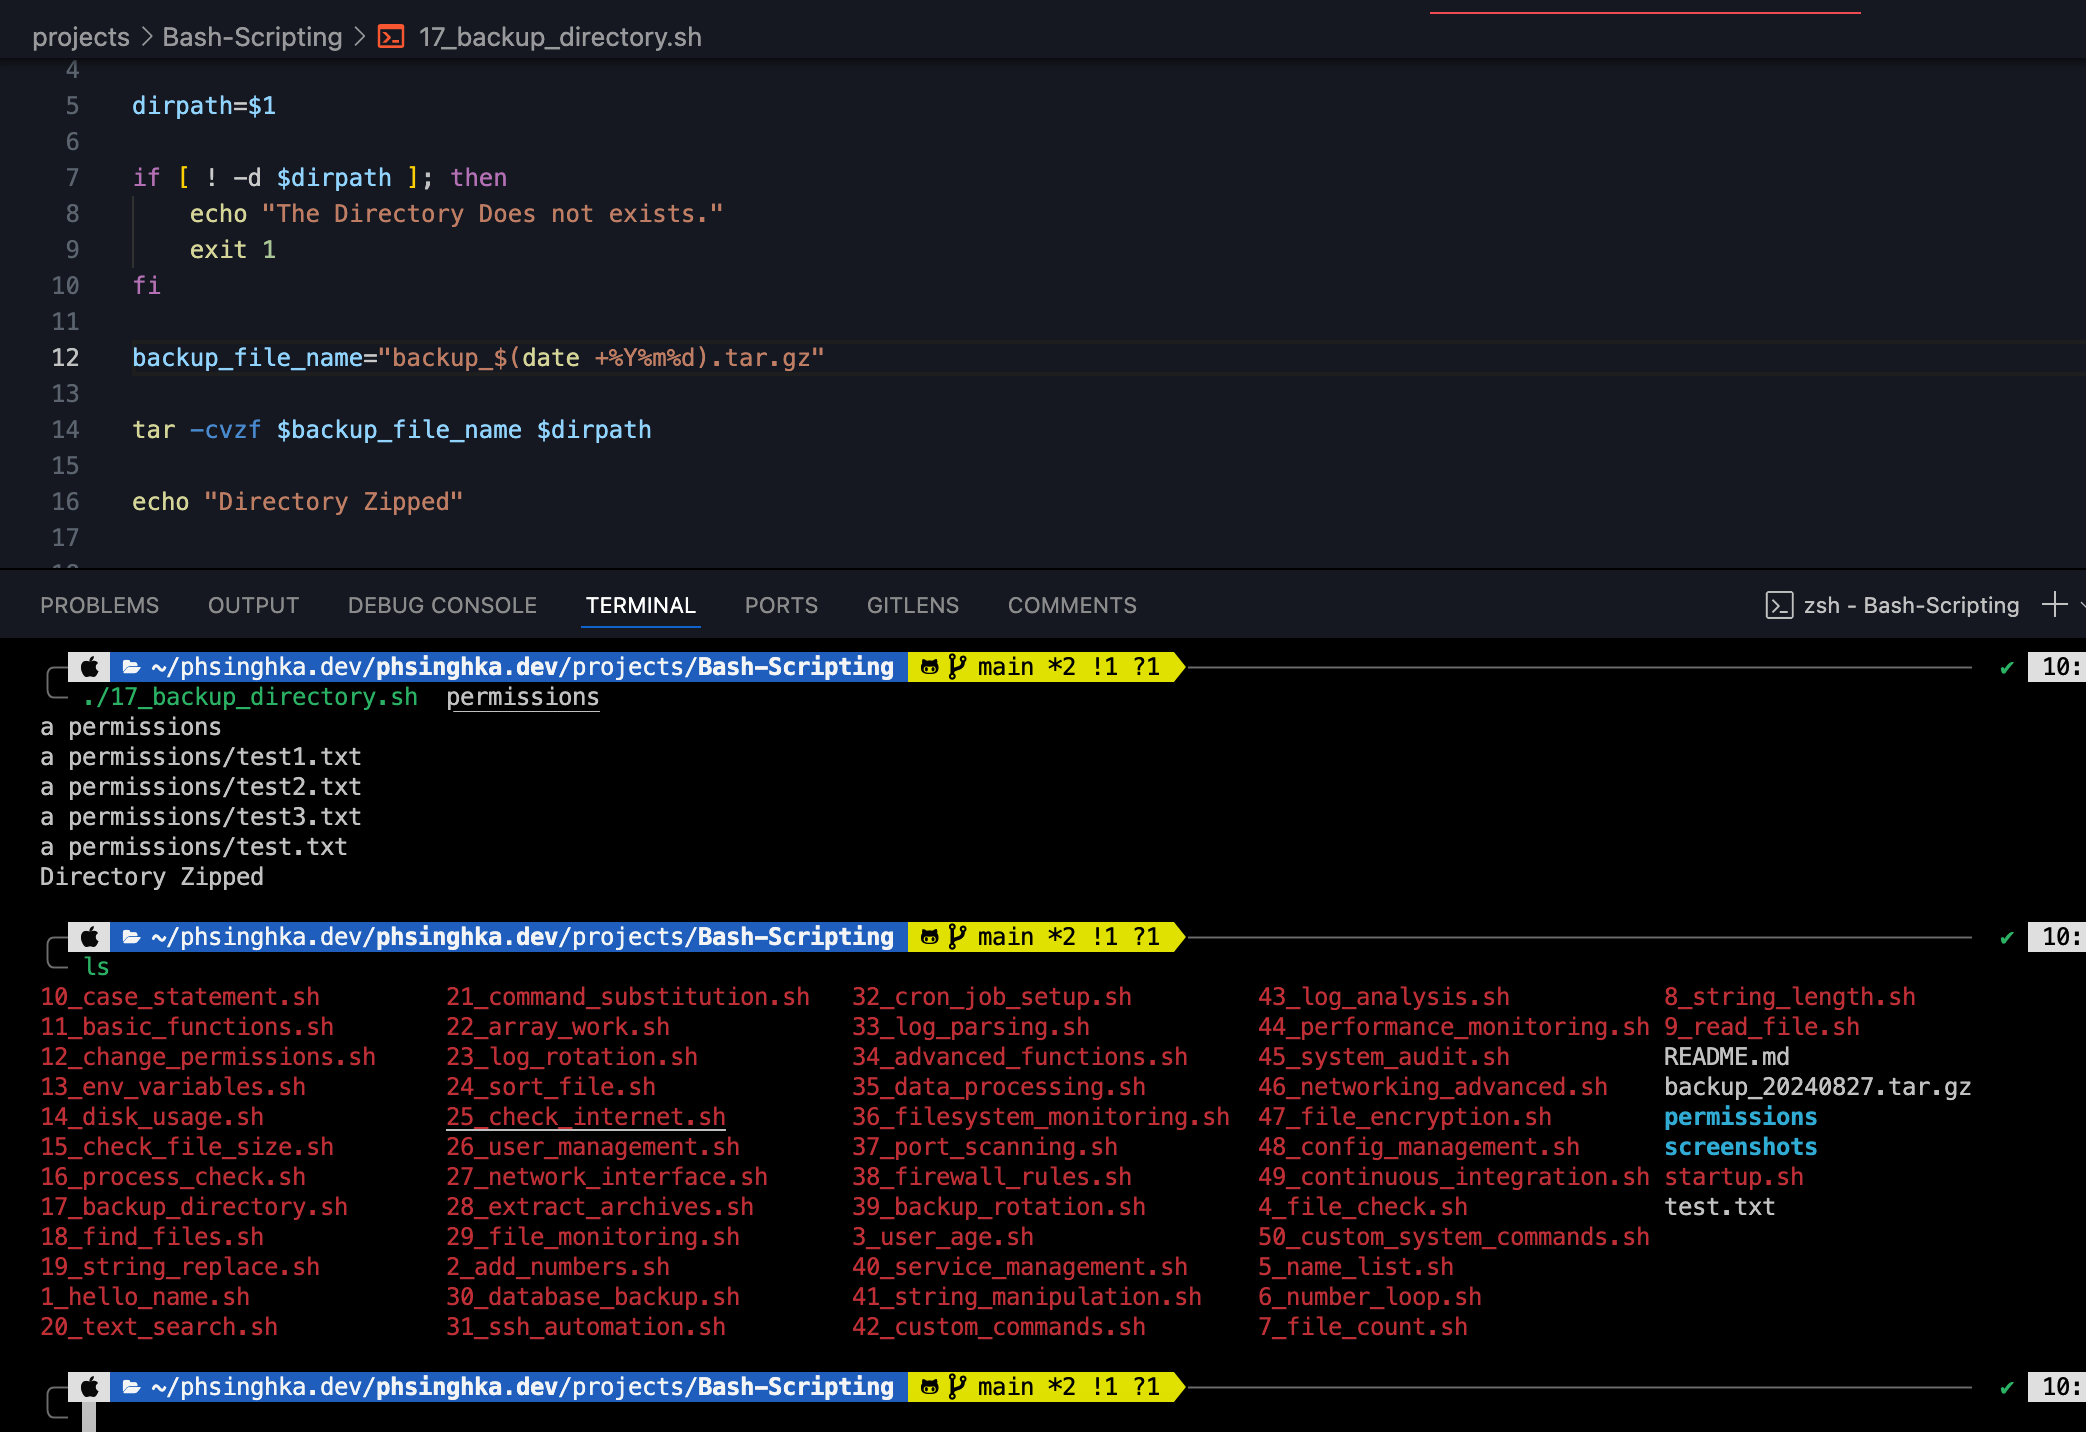 projects > Bash-Scripting > 17_backup_directory.sh
4
5 dirpath=$1
6
7 if [ ! -d $dirpath ]; then
8 echo "The Directory Does not exists."
9 exit 1
10 fi
11
12 backup_file_name="backup_$(date +%Y%m%d).tar.gz"
13
14 tar -cvzf $backup_file_name $dirpath
15
16 echo "Directory Zipped"
17
PROBLEMS OUTPUT DEBUG CONSOLE TERMINAL PORTS GITLENS COMMENTS zsh - Bash-Scripting
~/phsinghka.dev/phsinghka.dev/projects/Bash-Scripting main *2 !1 ?1 ✔ 10:
./17_backup_directory.sh permissions
a permissions
a permissions/test1.txt
a permissions/test2.txt
a permissions/test3.txt
a permissions/test.txt
Directory Zipped
~/phsinghka.dev/phsinghka.dev/projects/Bash-Scripting main *2 !1 ?1 ✔ 10:
ls
10_case_statement.sh 21_command_substitution.sh 32_cron_job_setup.sh 43_log_analysis.sh 8_string_length.sh
11_basic_functions.sh 22_array_work.sh 33_log_parsing.sh 44_performance_monitoring.sh 9_read_file.sh
12_change_permissions.sh 23_log_rotation.sh 34_advanced_functions.sh 45_system_audit.sh README.md
13_env_variables.sh 24_sort_file.sh 35_data_processing.sh 46_networking_advanced.sh backup_20240827.tar.gz
14_disk_usage.sh 25_check_internet.sh 36_filesystem_monitoring.sh 47_file_encryption.sh permissions
15_check_file_size.sh 26_user_management.sh 37_port_scanning.sh 48_config_management.sh screenshots
16_process_check.sh 27_network_interface.sh 38_firewall_rules.sh 49_continuous_integration.sh startup.sh
17_backup_directory.sh 28_extract_archives.sh 39_backup_rotation.sh 4_file_check.sh test.txt
18_find_files.sh 29_file_monitoring.sh 3_user_age.sh 50_custom_system_commands.sh
19_string_replace.sh 2_add_numbers.sh 40_service_management.sh 5_name_list.sh
1_hello_name.sh 30_database_backup.sh 41_string_manipulation.sh 6_number_loop.sh
20_text_search.sh 31_ssh_automation.sh 42_custom_commands.sh 7_file_count.sh
~/phsinghka.dev/phsinghka.dev/projects/Bash-Scripting main *2 !1 ?1 ✔ 10: